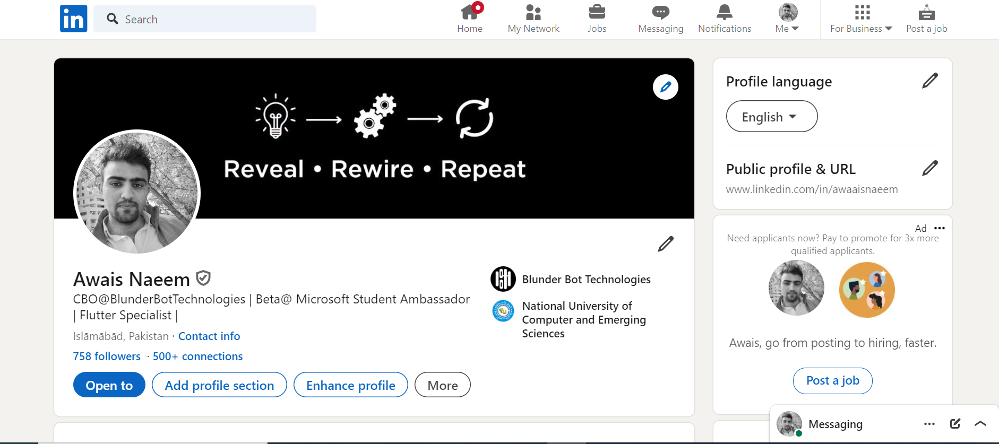 in
Search
Home
My Network
Jobs
Messaging
Notifications
Me
For Business
Post a job
Reveal • Rewire • Repeat
Awais Naeem
CBO@BlunderBotTechnologies | Beta@ Microsoft Student Ambassador
| Flutter Specialist |
Islāmābād, Pakistan · Contact info
758 followers · 500+ connections
Open to
Add profile section
Enhance profile
More
Blunder Bot Technologies
National University of
Computer and Emerging
Sciences
Profile language
English
Public profile & URL
www.linkedin.com/in/awaaisnaeem
Ad
Need applicants now? Pay to promote for 3x more
qualified applicants.
Awais, go from posting to hiring, faster.
Post a job
Messaging